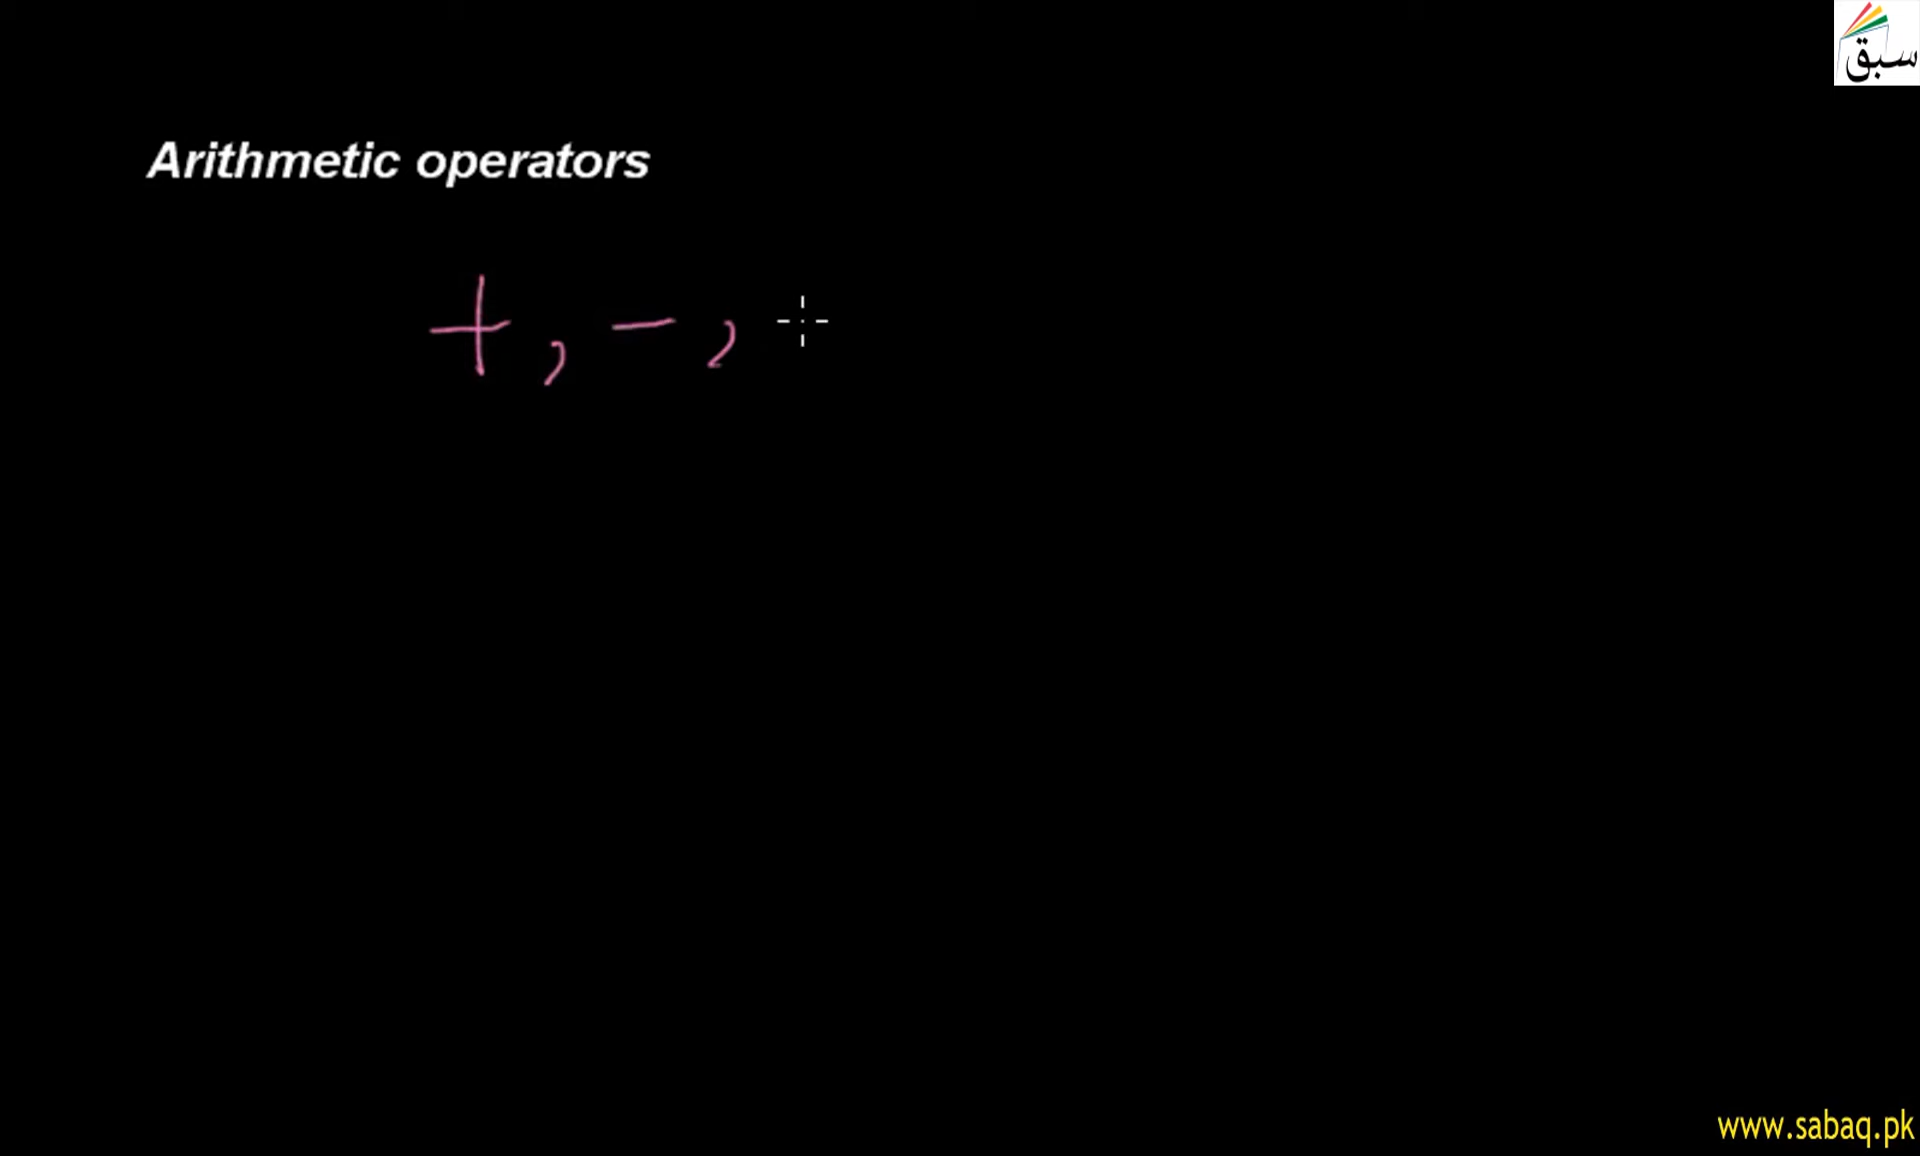 سبق
Arithmetic operators
+, -,
www.sabaq.pk